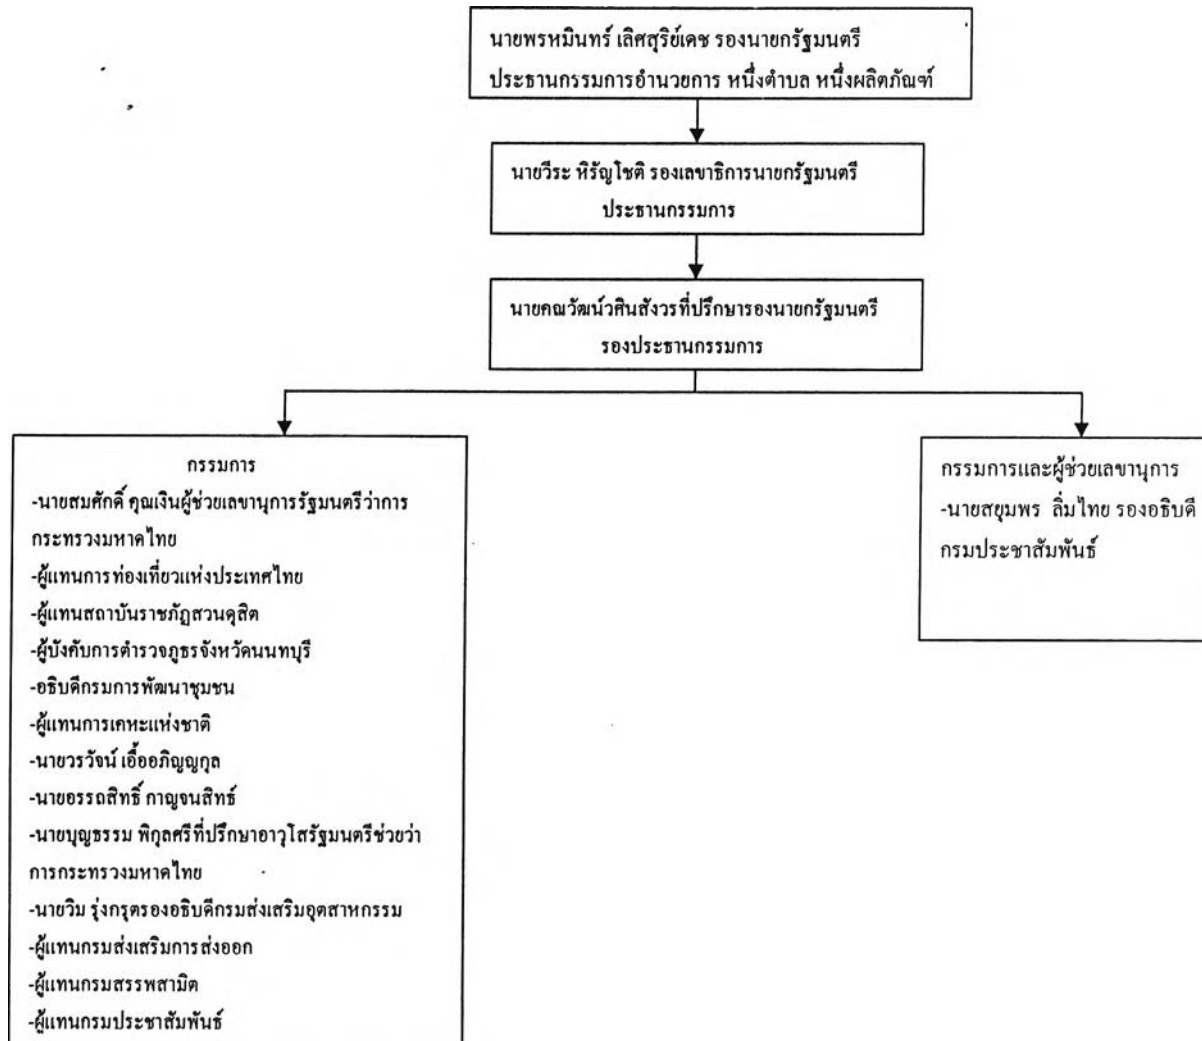 นายพรหมินทร์ เลิศสุริย์เดช รองนายกรัฐมนตรี
ประธานกรรมการอำนวยการ หนึ่งตำบล หนึ่งผลิตภัณฑ์
นายวีระ หิรัญโชติ รองเลขาธิการนายกรัฐมนตรี
ประธานกรรมการ
นายคณวัฒน์วศินสังวรที่ปรึกษารองนายกรัฐมนตรี
รองประธานกรรมการ
กรรมการ
-นายสมศักดิ์ คุณเงินผู้ช่วยเลขานุการรัฐมนตรีว่าการ
กระทรวงมหาดไทย
-ผู้แทนการท่องเที่ยวแห่งประเทศไทย
-ผู้แทนสถาบันราชภัฏสวนดุสิต
-ผู้บังคับการตำรวจภูธรจังหวัดนนทบุรี
-อธิบดีกรมการพัฒนาชุมชน
-ผู้แทนการเคหะแห่งชาติ
-นายวรวัจน์ เอื้ออภิญญกุล
-นายอรรถสิทธิ์ กาญจนสิทธ์
-นายบุญธรรม พิกุลศรีที่ปรึกษาอาวุโสรัฐมนตรีช่วยว่า
การกระทรวงมหาดไทย
-นายวิม รุ่งกรุตรองอธิบดีกรมส่งเสริมอุตสาหกรรม
-ผู้แทนกรมส่งเสริมการส่งออก
-ผู้แทนกรมสรรพสามิต
-ผู้แทนกรมประชาสัมพันธ์
กรรมการและผู้ช่วยเลขานุการ
-นายสยุมพร ลิ่มไทย รองอธิบดี
กรมประชาสัมพันธ์